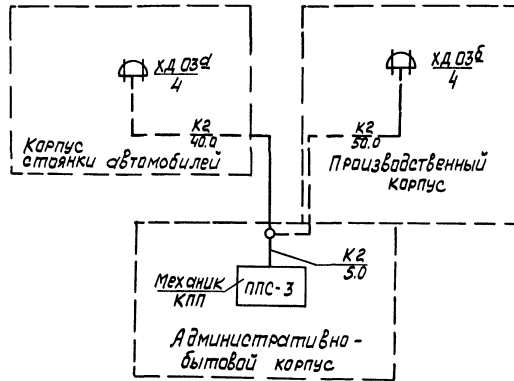 ХД 03а
4
ХД 03б
4
К2
40.0
К2
50.0
Корпус
стоянки автомобилей
Производственный
корпус
К2
5.0
Механик
КПП
ППС-3
Административно-
бытовой корпус